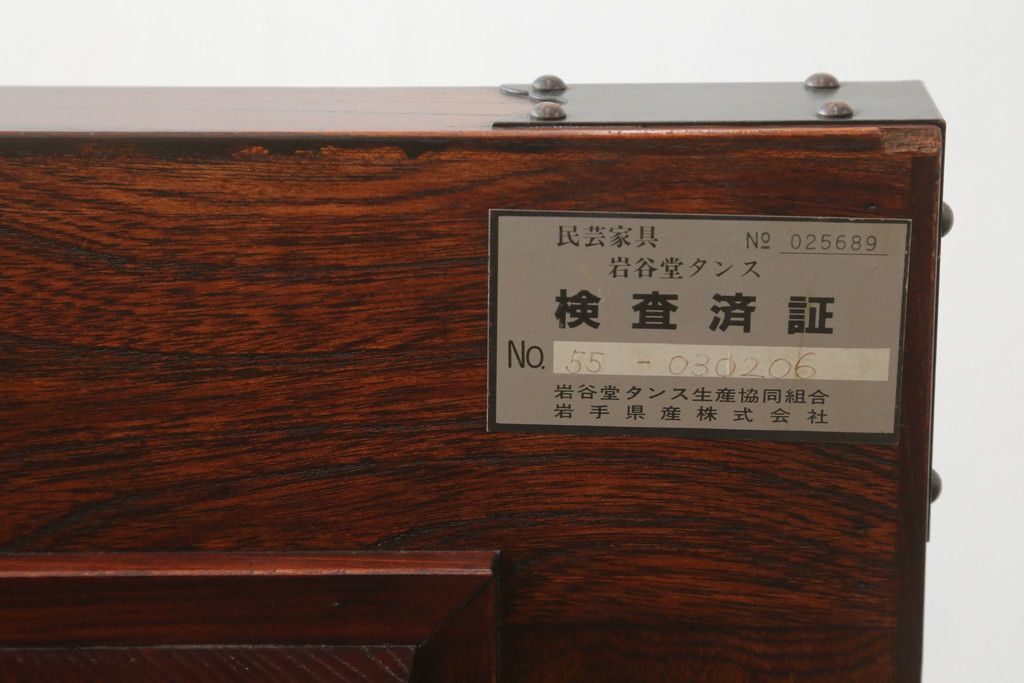 民芸家具 № 025689
岩谷堂タンス
検査済証
NO. 55 - 030206
岩谷堂タンス生産協同組合
岩手県産株式会社